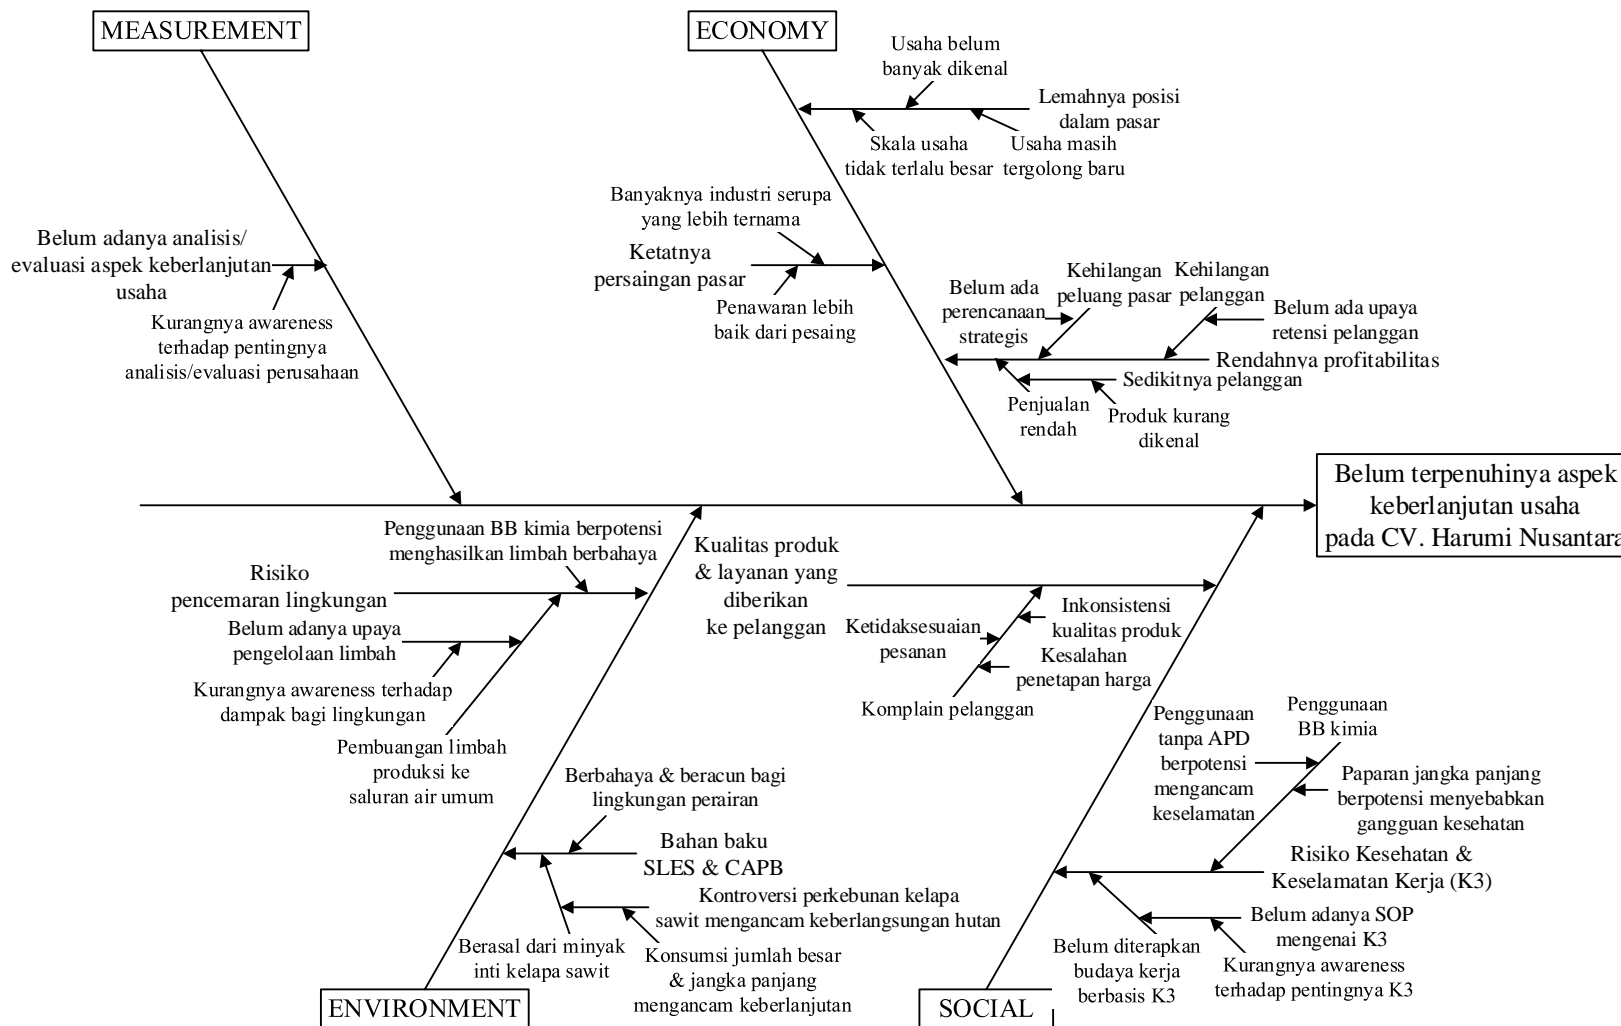 MEASUREMENT
ECONOMY
Usaha belum
banyak dikenal
Lemahnya posisi
dalam pasar
Skala usaha
tidak terlalu besar
Usaha masih
tergolong baru
Banyaknya industri serupa
yang lebih ternama
Ketatnya
persaingan pasar
Penawaran lebih
baik dari pesaing
Belum adanya analisis/
evaluasi aspek keberlanjutan
usaha
Kurangnya awareness
terhadap pentingnya
analisis/evaluasi perusahaan
Belum ada
perencanaan
strategis
Kehilangan
peluang pasar
Kehilangan
pelanggan
Belum ada upaya
retensi pelanggan
Rendahnya profitabilitas
Sedikitnya pelanggan
Penjualan
rendah
Produk kurang
dikenal
Belum terpenuhinya aspek
keberlanjutan usaha
pada CV. Harumi Nusantara
Penggunaan BB kimia berpotensi
menghasilkan limbah berbahaya
Risiko
pencemaran lingkungan
Belum adanya upaya
pengelolaan limbah
Kurangnya awareness terhadap
dampak bagi lingkungan
Pembuangan limbah
produksi ke
saluran air umum
Kualitas produk
& layanan yang
diberikan
ke pelanggan
Ketidaksesuaian
pesanan
Inkonsistensi
kualitas produk
Kesalahan
penetapan harga
Komplain pelanggan
Berbahaya & beracun bagi
lingkungan perairan
Bahan baku
SLES & CAPB
Kontroversi perkebunan kelapa
sawit mengancam keberlangsungan hutan
Berasal dari minyak
inti kelapa sawit
Konsumsi jumlah besar
& jangka panjang
mengancam keberlanjutan
Penggunaan
tanpa APD
berpotensi
mengancam
keselamatan
Penggunaan
BB kimia
Paparan jangka panjang
berpotensi menyebabkan
gangguan kesehatan
Risiko Kesehatan &
Keselamatan Kerja (K3)
Belum adanya SOP
mengenai K3
Belum diterapkan
budaya kerja
berbasis K3
Kurangnya awareness
terhadap pentingnya K3
ENVIRONMENT
SOCIAL